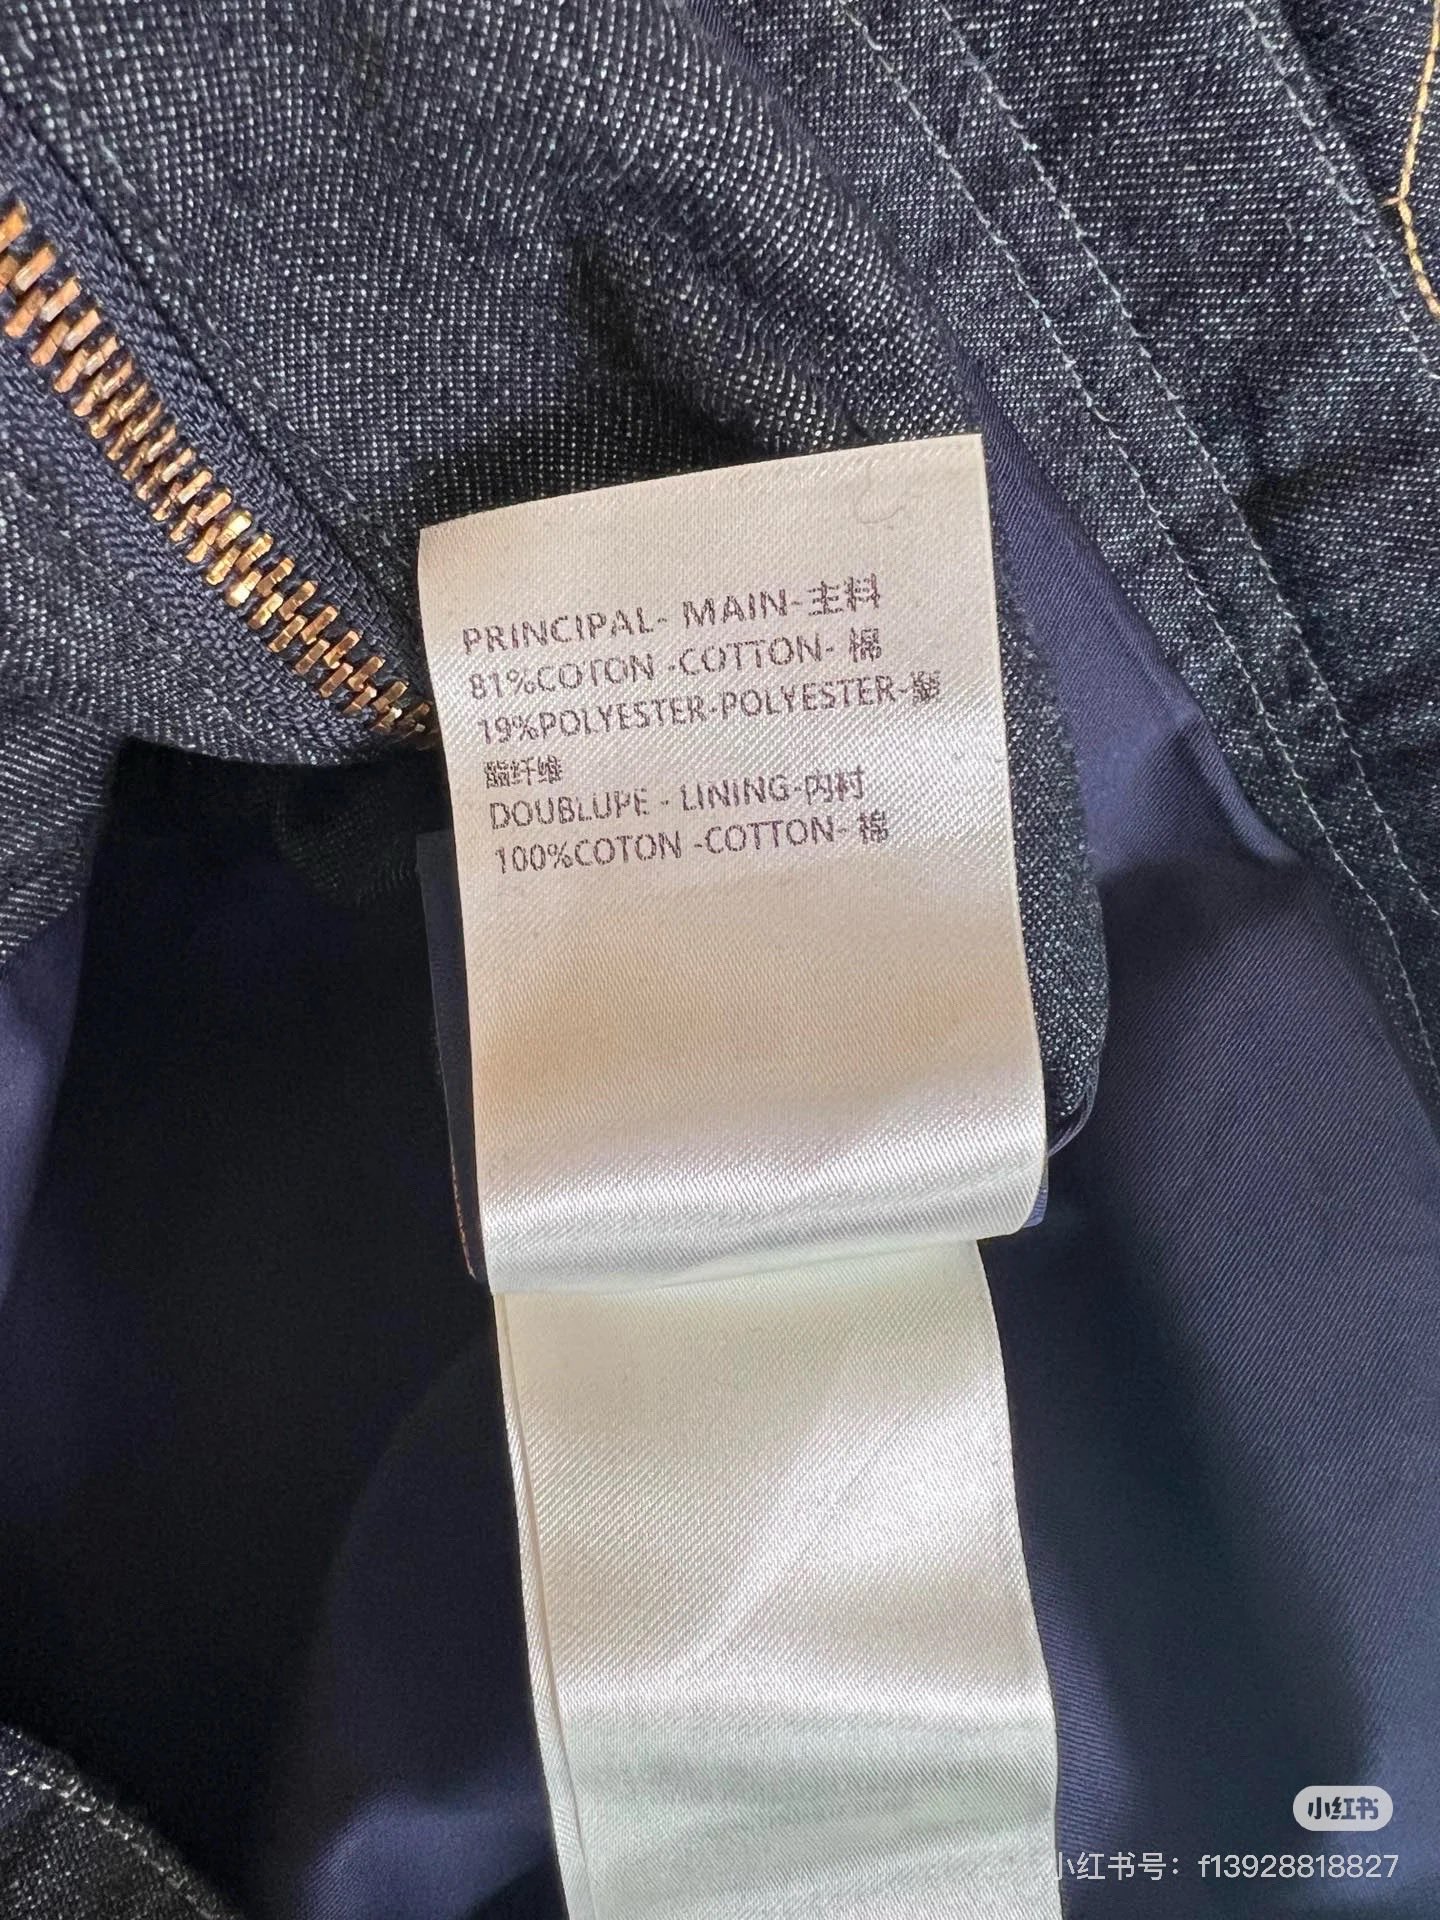 PRINCIPAL- MAIN-主料
81%COTON -COTTON- 棉
19%POLYESTER-POLYESTER-聚
酯纤维
DOUBLUPE - LINING-内衬
100%COTON -COTTON- 棉
小红书
小红书号：f13928818827